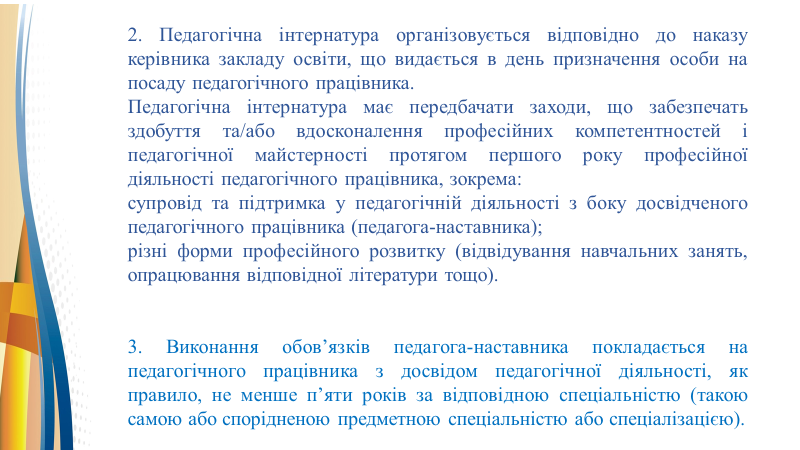 2. Педагогічна інтернатура організовується відповідно до наказу
керівника закладу освіти, що видається в день призначення особи на
посаду педагогічного працівника.
Педагогічна інтернатура має передбачати заходи, що забезпечать
здобуття та/або вдосконалення професійних компетентностей і
педагогічної майстерності протягом першого року професійної
діяльності педагогічного працівника, зокрема:
супровід та підтримка у педагогічній діяльності з боку досвідченого
педагогічного працівника (педагога-наставника);
різні форми професійного розвитку (відвідування навчальних занять,
опрацювання відповідної літератури тощо).
3. Виконання обов’язків педагога-наставника покладається на
педагогічного працівника з досвідом педагогічної діяльності, як
правило, не менше п’яти років за відповідною спеціальністю (такою
самою або спорідненою предметною спеціальністю або спеціалізацією).